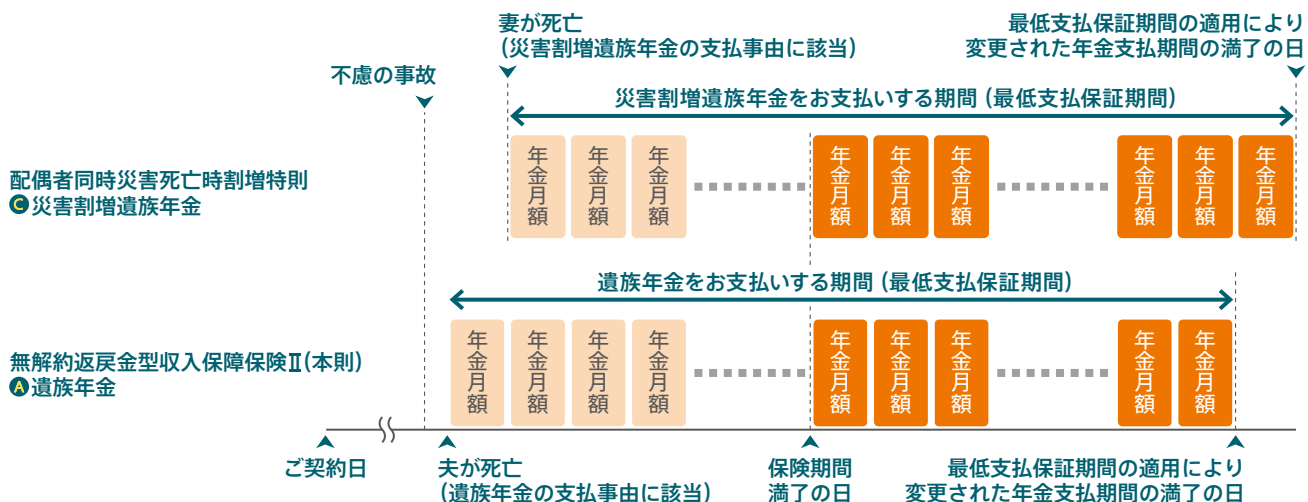 妻が死亡
(災害割増遺族年金の支払事由に該当)
最低支払保証期間の適用により
変更された年金支払期間の満了の日
不慮の事故
災害割増遺族年金をお支払いする期間(最低支払保証期間)
配偶者同時災害死亡時割増特則
C災害割増遺族年金
年金月額
年金月額
年金月額
年金月額
年金月額
年金月額
年金月額
年金月額
年金月額
遺族年金をお支払いする期間(最低支払保証期間)
無解約返戻金型収入保障保険Ⅱ(本則)
A遺族年金
年金月額
年金月額
年金月額
年金月額
年金月額
年金月額
年金月額
年金月額
年金月額
ご契約日
夫が死亡
(遺族年金の支払事由に該当)
保険期間
満了の日
最低支払保証期間の適用により
変更された年金支払期間の満了の日